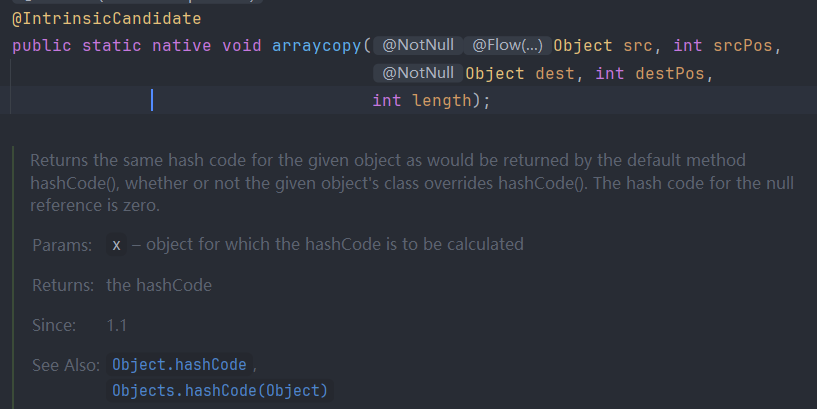 @IntrinsicCandidate
public static native void arraycopy( @NotNull @Flow(...) Object src, int srcPos,
@NotNull Object dest, int destPos,
int length);
Returns the same hash code for the given object as would be returned by the default method
hashCode(), whether or not the given object's class overrides hashCode(). The hash code for the null
reference is zero.
Params: x – object for which the hashCode is to be calculated
Returns: the hashCode
Since: 1.1
See Also: Object.hashCode ,
Objects.hashCode(Object)